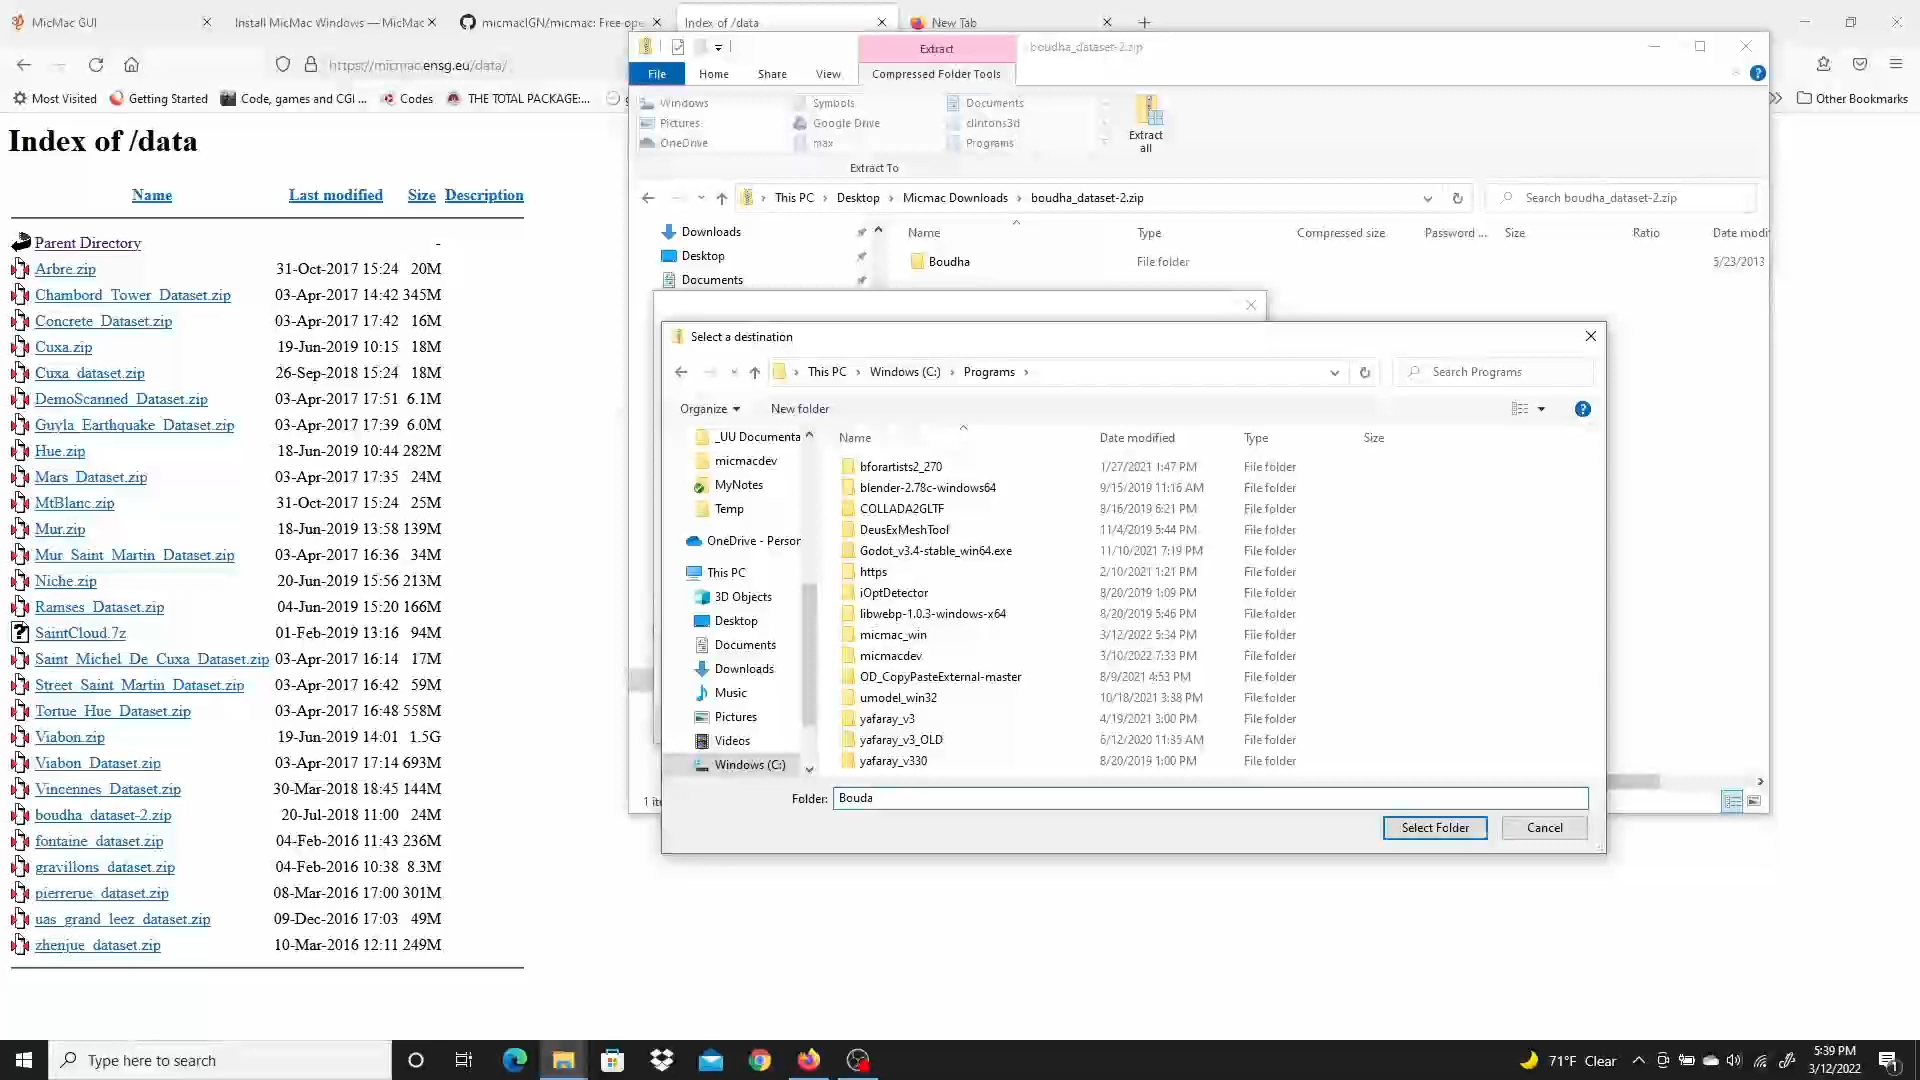 MicMac GUI
Install MicMac Windows — MicMac
micmacIGN/micmac: Free ope
Index of /data
New Tab
https://micmac.ensg.eu/data/
Most Visited
Getting Started
Code, games and CGI ...
Codes
THE TOTAL PACKAGE:...
Other Bookmarks
Index of /data
Name Last modified Size Description
Parent Directory -
Arbre.zip 31-Oct-2017 15:24 20M
Chambord_Tower_Dataset.zip 03-Apr-2017 14:42 345M
Concrete_Dataset.zip 03-Apr-2017 17:42 16M
Cuxa.zip 19-Jun-2019 10:15 18M
Cuxa_dataset.zip 26-Sep-2018 15:24 18M
DemoScanned_Dataset.zip 03-Apr-2017 17:51 6.1M
Guyla_Earthquake_Dataset.zip 03-Apr-2017 17:39 6.0M
Hue.zip 18-Jun-2019 10:44 282M
Mars_Dataset.zip 03-Apr-2017 17:35 24M
MtBlanc.zip 31-Oct-2017 15:24 25M
Mur.zip 18-Jun-2019 13:58 139M
Mur_Saint_Martin_Dataset.zip 03-Apr-2017 16:36 34M
Niche.zip 20-Jun-2019 15:56 213M
Ramses_Dataset.zip 04-Jun-2019 15:20 166M
SaintCloud.7z 01-Feb-2019 13:16 94M
Saint_Michel_De_Cuxa_Dataset.zip 03-Apr-2017 16:14 17M
Street_Saint_Martin_Dataset.zip 03-Apr-2017 16:42 59M
Tortue_Hue_Dataset.zip 03-Apr-2017 16:48 558M
Viabon.zip 19-Jun-2019 14:01 1.5G
Viabon_Dataset.zip 03-Apr-2017 17:14 693M
Vincennes_Dataset.zip 30-Mar-2018 18:45 144M
boudha_dataset-2.zip 20-Jul-2018 11:00 24M
fontaine_dataset.zip 04-Feb-2016 11:43 236M
gravillons_dataset.zip 04-Feb-2016 10:38 8.3M
pierrerue_dataset.zip 08-Mar-2016 17:00 301M
uas_grand_leez_dataset.zip 09-Dec-2016 17:03 49M
zhenjue_dataset.zip 10-Mar-2016 12:11 249M
Extract boudha_dataset-2.zip
File Home Share View Compressed Folder Tools
Windows Symbols Documents
Pictures Google Drive clintons3d
OneDrive max Programs
Extract all
Extract To
This PC > Desktop > Micmac Downloads > boudha_dataset-2.zip
Search boudha_dataset-2.zip
Downloads
Desktop
Documents
Name Type Compressed size Password ... Size Ratio Date modi
Boudha File folder 5/23/2013
Select a destination
This PC > Windows (C:) > Programs >
Search Programs
Organize New folder
_UU Documenta
micmacdev
MyNotes
Temp
OneDrive - Person
This PC
3D Objects
Desktop
Documents
Downloads
Music
Pictures
Videos
Windows (C:)
Name Date modified Type Size
bforartists2_270 1/27/2021 1:47 PM File folder
blender-2.78c-windows64 9/15/2019 11:16 AM File folder
COLLADA2GLTF 8/16/2019 6:21 PM File folder
DeusExMeshTool 11/4/2019 5:44 PM File folder
Godot_v3.4-stable_win64.exe 11/10/2021 7:19 PM File folder
https 2/10/2021 1:21 PM File folder
iOptDetector 8/20/2019 1:09 PM File folder
libwebp-1.0.3-windows-x64 8/20/2019 5:46 PM File folder
micmac_win 3/12/2022 5:34 PM File folder
micmacdev 3/10/2022 7:33 PM File folder
OD_CopyPasteExternal-master 8/9/2021 4:53 PM File folder
umodel_win32 10/18/2021 3:38 PM File folder
yafaray_v3 4/19/2021 3:00 PM File folder
yafaray_v3_OLD 6/12/2020 11:35 AM File folder
yafaray_v330 8/20/2019 1:00 PM File folder
Folder: Bouda
Select Folder
Cancel
1 ite
Type here to search
71°F Clear
5:39 PM
3/12/2022
1